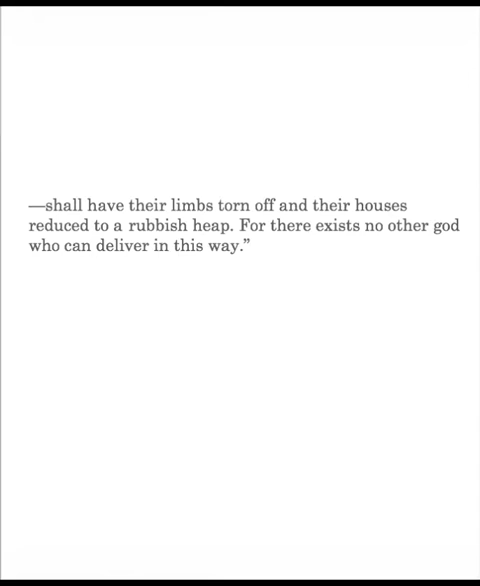 —shall have their limbs torn off and their houses
reduced to a rubbish heap. For there exists no other god
who can deliver in this way.”